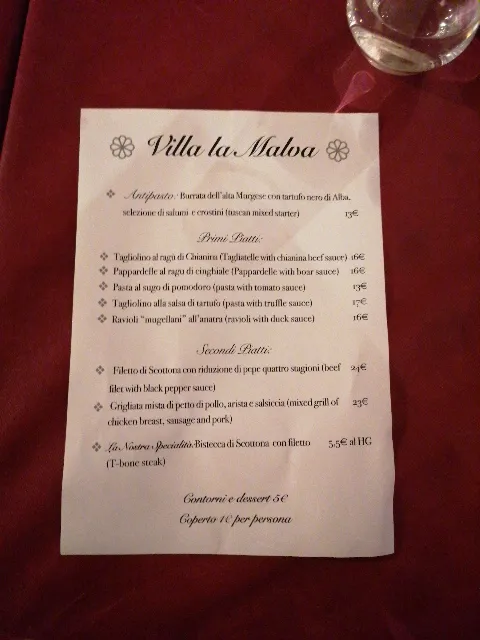 Villa la Malva
Antipasto: Burrata dell'alta Murgese con tartufo nero di Alba,
selezione di salumi e crostini (tuscan mixed starter) 13€
Primi Piatti:
Tagliolino al ragù di Chianina (Tagliatelle with chianina beef sauce) 16€
Pappardelle al ragu di cinghiale (Pappardelle with boar sauce) 16€
Pasta al sugo di pomodoro (pasta with tomato sauce) 13€
Tagliolino alla salsa di tartufo (pasta with truffle sauce) 17€
Ravioli "mugellani" all'anatra (ravioli with duck sauce) 16€
Secondi Piatti:
Filetto di Scottona con riduzione di pepe quattro stagioni (beef 24€
filet with black pepper sauce)
Grigliata mista di petto di pollo, arista e salsiccia (mixed grill of 23€
chicken breast, sausage and pork)
La Nostra Specialità: Bistecca di Scottona con filetto 5,5€ al HG
(T-bone steak)
Contorni e dessert 5€
Coperto 1€ per persona